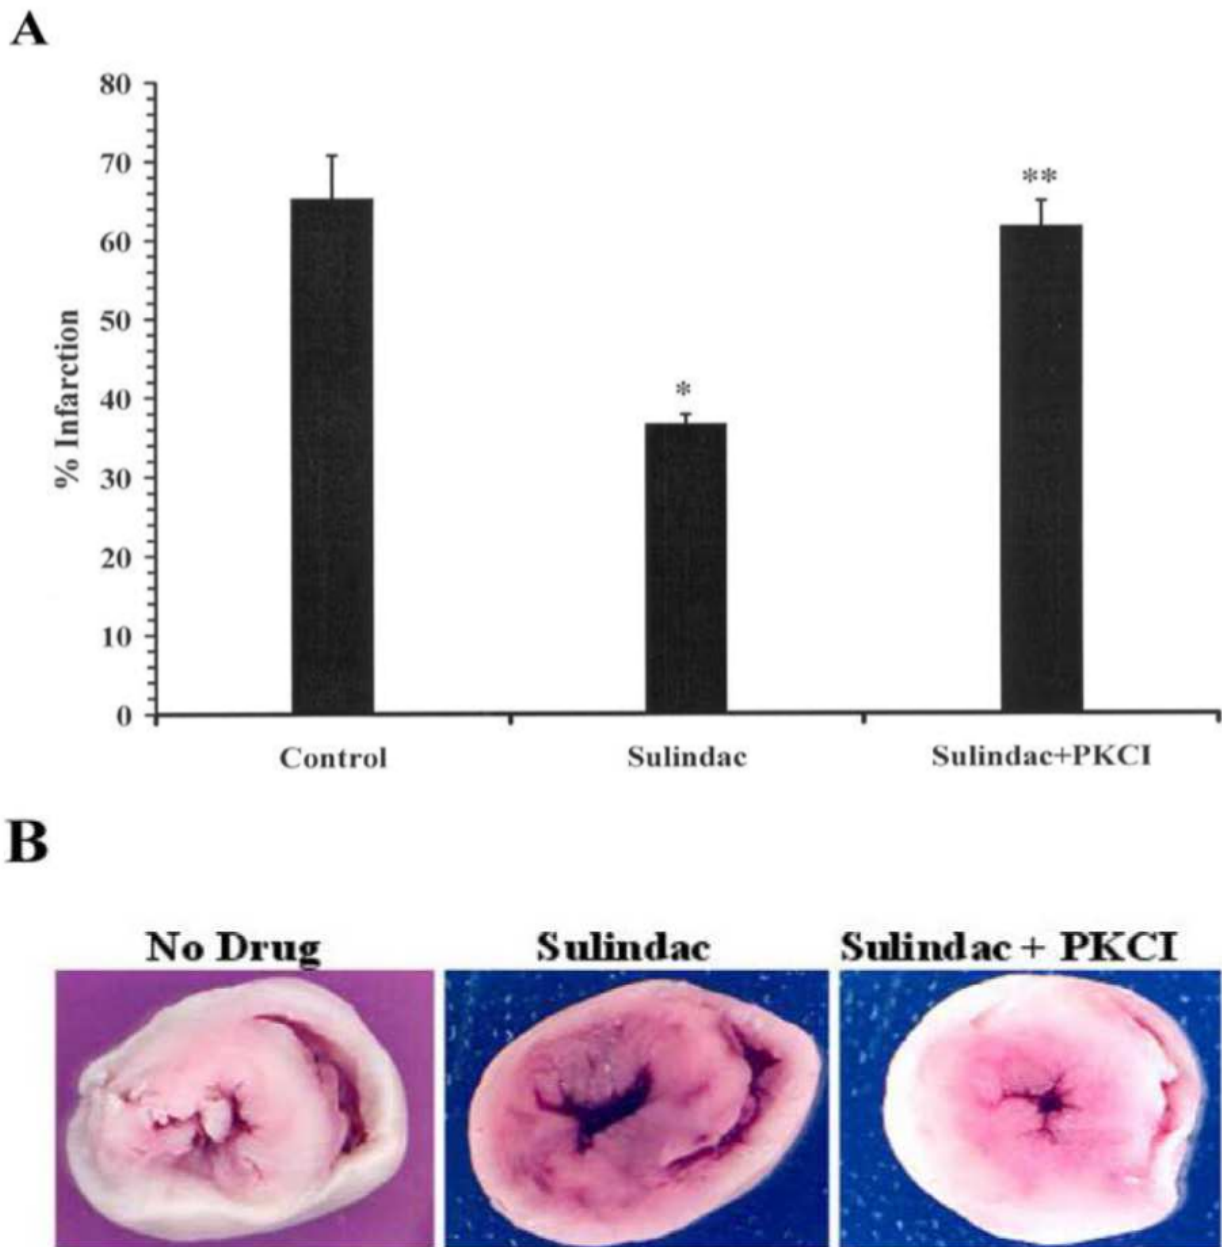 A
80
70
60
50
40
30
20
10
0
% Infarction
*
**
Control
Sulindac
Sulindac+PKCI
B
No Drug
Sulindac
Sulindac + PKCI